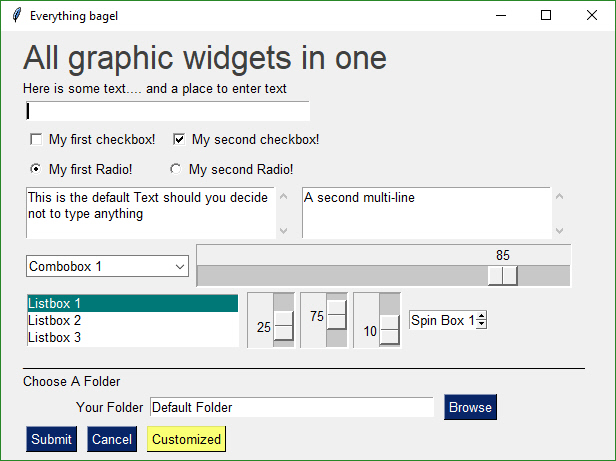 Everything bagel
All graphic widgets in one
Here is some text.... and a place to enter text
My first checkbox! My second checkbox!
My first Radio! My second Radio!
This is the default Text should you decide
not to type anything
A second multi-line
Combobox 1
85
Listbox 1
Listbox 2
Listbox 3
25
75
10
Spin Box 1
Choose A Folder
Your Folder Default Folder Browse
Submit Cancel Customized